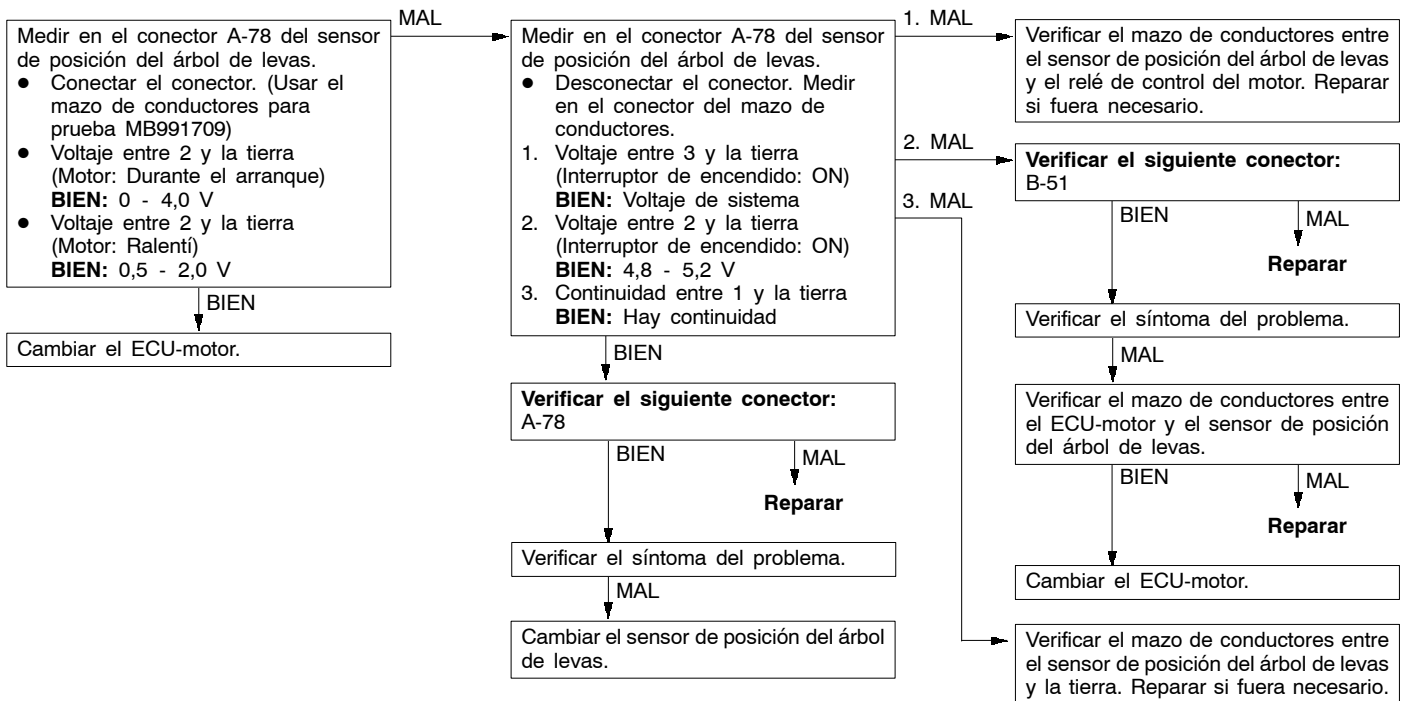 Medir en el conector A-78 del sensor
de posición del árbol de levas.
● Conectar el conector. (Usar el
mazo de conductores para
prueba MB991709)
● Voltaje entre 2 y la tierra
(Motor: Durante el arranque)
BIEN: 0 - 4,0 V
● Voltaje entre 2 y la tierra
(Motor: Ralentí)
BIEN: 0,5 - 2,0 V
BIEN
Cambiar el ECU-motor.
MAL
Medir en el conector A-78 del sensor
de posición del árbol de levas.
● Desconectar el conector. Medir
en el conector del mazo de
conductores.
1. Voltaje entre 3 y la tierra
(Interruptor de encendido: ON)
BIEN: Voltaje de sistema
2. Voltaje entre 2 y la tierra
(Interruptor de encendido: ON)
BIEN: 4,8 - 5,2 V
3. Continuidad entre 1 y la tierra
BIEN: Hay continuidad
BIEN
Verificar el siguiente conector:
A-78
BIEN
MAL
Reparar
Verificar el síntoma del problema.
MAL
Cambiar el sensor de posición del árbol
de levas.
1. MAL
Verificar el mazo de conductores entre
el sensor de posición del árbol de levas
y el relé de control del motor. Reparar
si fuera necesario.
2. MAL
Verificar el siguiente conector:
B-51
BIEN
MAL
Reparar
Verificar el síntoma del problema.
MAL
Verificar el mazo de conductores entre
el ECU-motor y el sensor de posición
del árbol de levas.
BIEN
MAL
Reparar
Cambiar el ECU-motor.
3. MAL
Verificar el mazo de conductores entre
el sensor de posición del árbol de levas
y la tierra. Reparar si fuera necesario.